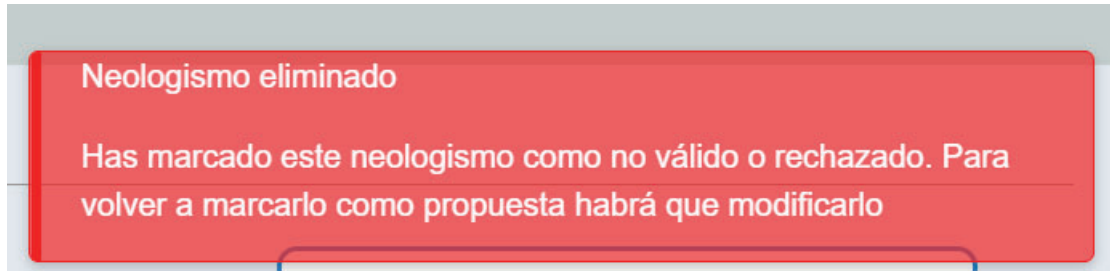 Neologismo eliminado
Has marcado este neologismo como no válido o rechazado. Para
volver a marcarlo como propuesta habrá que modificarlo